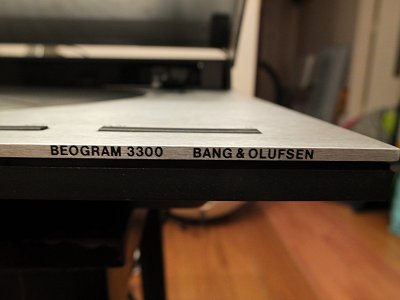 BEOGRAM 3300 BANG & OLUFSEN